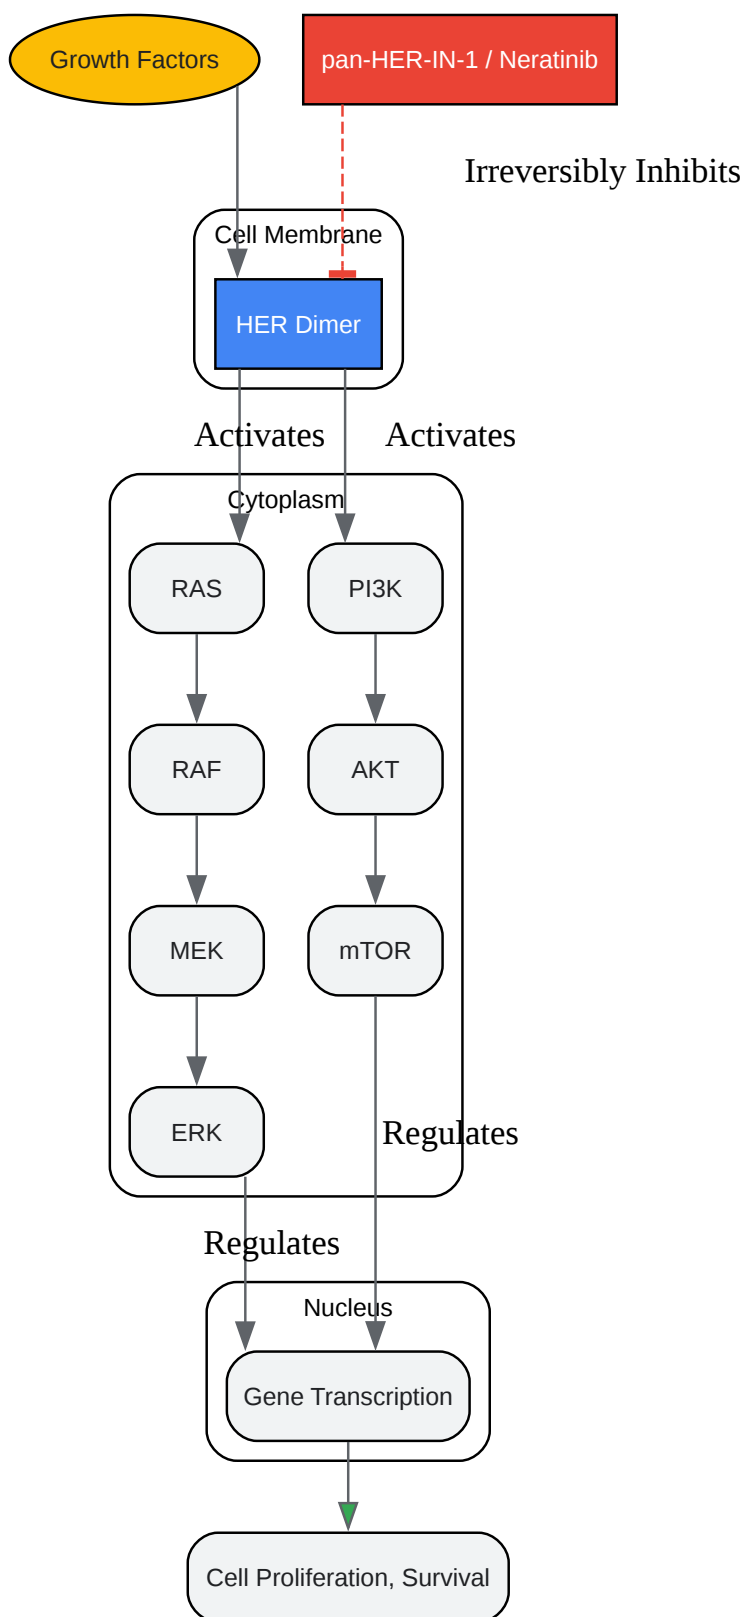 Growth Factors
pan-HER-IN-1 / Neratinib
Irreversibly Inhibits
Cell Membrane
HER Dimer
Activates
Activates
Cytoplasm
RAS
PI3K
RAF
AKT
MEK
mTOR
ERK
Regulates
Regulates
Nucleus
Gene Transcription
Cell Proliferation, Survival